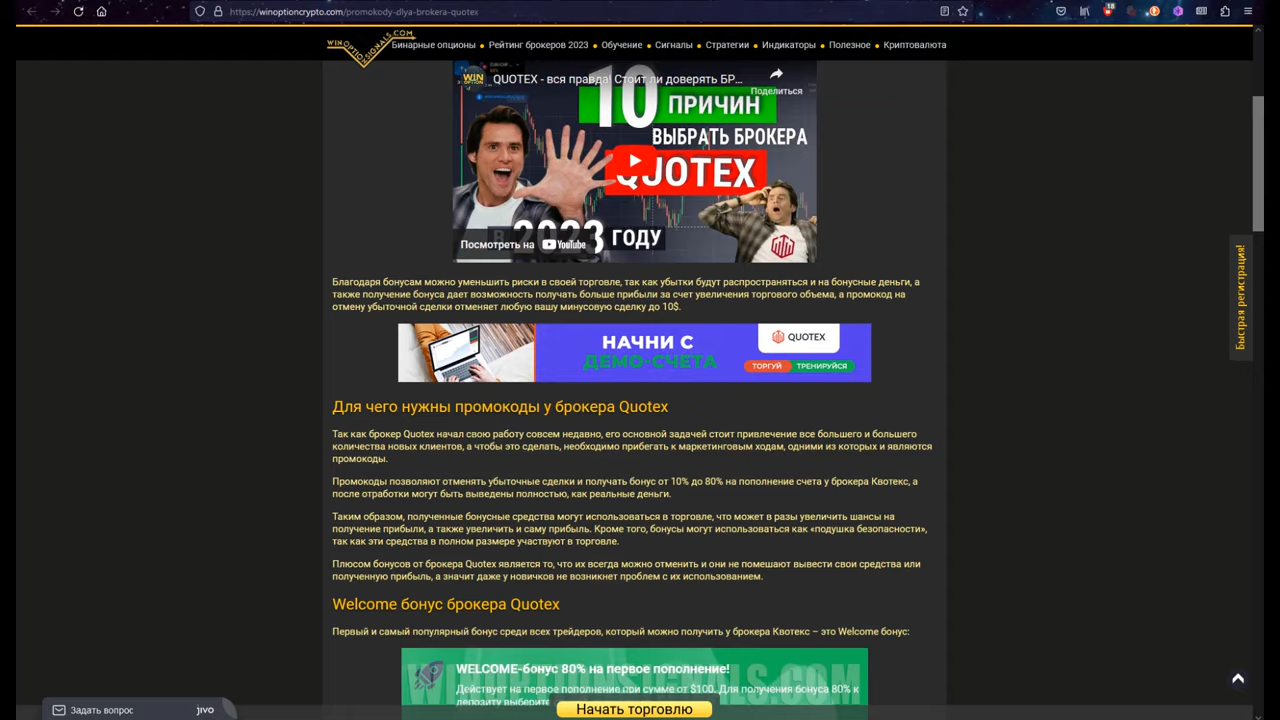 https://winoptioncrypto.com/promokody-dlya-brokera-quotex
18
WINOPTIONSIGNALS.COM
Бинарные опционы • Рейтинг брокеров 2023 • Обучение • Сигналы • Стратегии • Индикаторы • Полезное • Криптовалюта
WIN
QUOTEX - вся правда! Стоит ли доверять БР...
Поделиться
10 ПРИЧИН
ВЫБРАТЬ БРОКЕРА
QUOTEX
В 2023 ГОДУ
Посмотреть на YouTube
Быстрая регистрация!
Благодаря бонусам можно уменьшить риски в своей торговле, так как убытки будут распространяться и на бонусные деньги, а
также получение бонуса дает возможность получать больше прибыли за счет увеличения торгового объема, а промокод на
отмену убыточной сделки отменяет любую вашу минусовую сделку до 10$.
НАЧНИ С
ДЕМО-СЧЕТА
QUOTEX
ТОРГУЙ ТРЕНИРУЙСЯ
Для чего нужны промокоды у брокера Quotex
Так как брокер Quotex начал свою работу совсем недавно, его основной задачей стоит привлечение все большего и большего
количества новых клиентов, а чтобы это сделать, необходимо прибегать к маркетинговым ходам, одними из которых и являются
промокоды.
Промокоды позволяют отменять убыточные сделки и получать бонус от 10% до 80% на пополнение счета у брокера Квотекс, а
после отработки могут быть выведены полностью, как реальные деньги.
Таким образом, полученные бонусные средства могут использоваться в торговле, что может в разы увеличить шансы на
получение прибыли, а также увеличить и саму прибыль. Кроме того, бонусы могут использоваться как «подушка безопасности»,
так как эти средства в полном размере участвуют в торговле.
Плюсом бонусов от брокера Quotex является то, что их всегда можно отменить и они не помешают вывести свои средства или
полученную прибыль, а значит даже у новичков не возникнет проблем с их использованием.
Welcome бонус брокера Quotex
Первый и самый популярный бонус среди всех трейдеров, который можно получить у брокера Квотекс – это Welcome бонус:
WINOPTIONSIGNALS.COM
WELCOME-бонус 80% на первое пополнение!
Действует на первое пополнение при сумме от $100. Для получения бонуса 80% к
депозиту выберите
Начать торговлю
Задать вопрос jivo